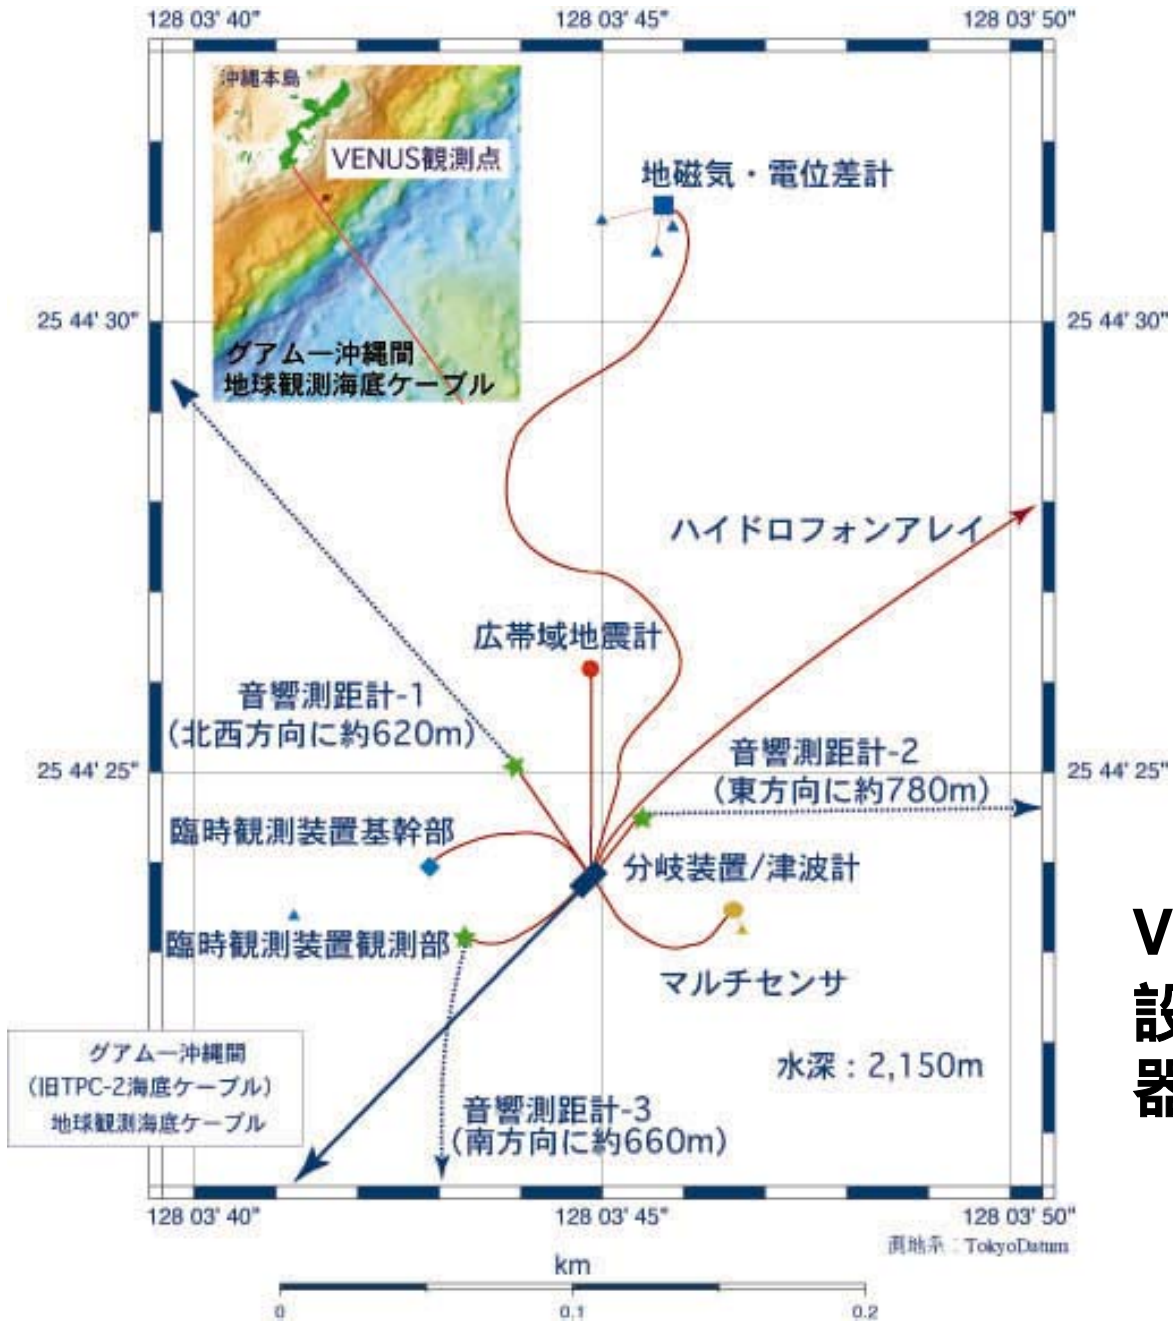 128 03' 40"
128 03' 45"
128 03' 50"
沖縄本島
VENUS観測点
地磁気・電位差計
25 44' 30"
25 44' 30"
グアムー沖縄間
地球観測海底ケーブル
ハイドロフォンアレイ
広帯域地震計
音響測距計-1
(北西方向に約620m)
音響測距計-2
(東方向に約780m)
25 44' 25"
25 44' 25"
臨時観測装置基幹部
分岐装置/津波計
臨時観測装置観測部
マルチセンサ
V
設
器
グアムー沖縄間
(旧TPC-2海底ケーブル)
地球観測海底ケーブル
水深：2,150m
音響測距計-3
(南方向に約660m)
128 03' 40"
128 03' 45"
128 03' 50"
測地系：TokyoDatum
km
0
0.1
0.2